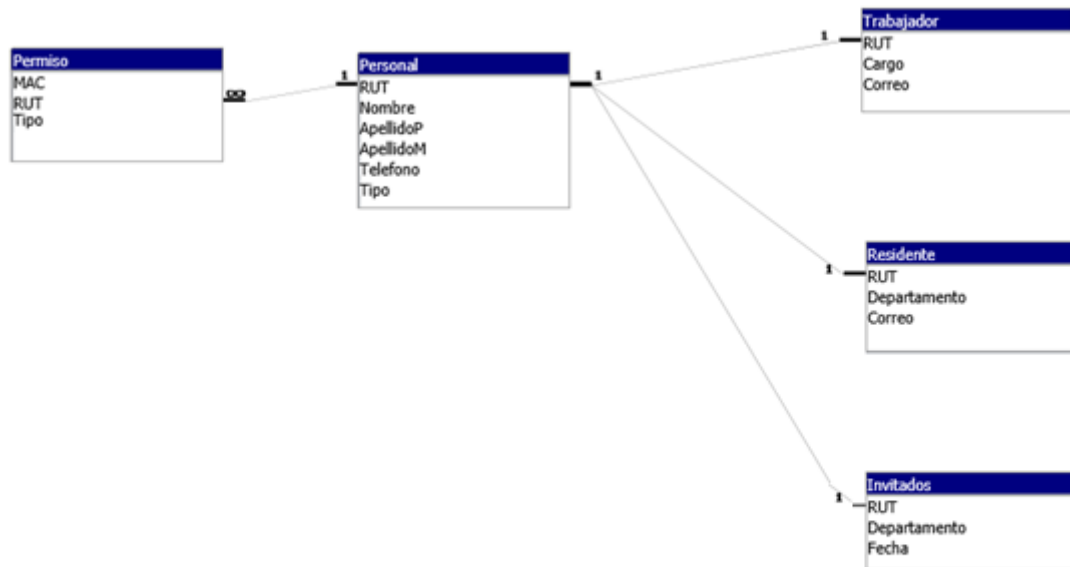 Permiso
MAC
RUT
Tipo
∞
1
Personal
RUT
Nombre
ApellidoP
ApellidoM
Telefono
Tipo
1
1
Trabajador
RUT
Cargo
Correo
1
Residente
RUT
Departamento
Correo
1
Invitados
RUT
Departamento
Fecha